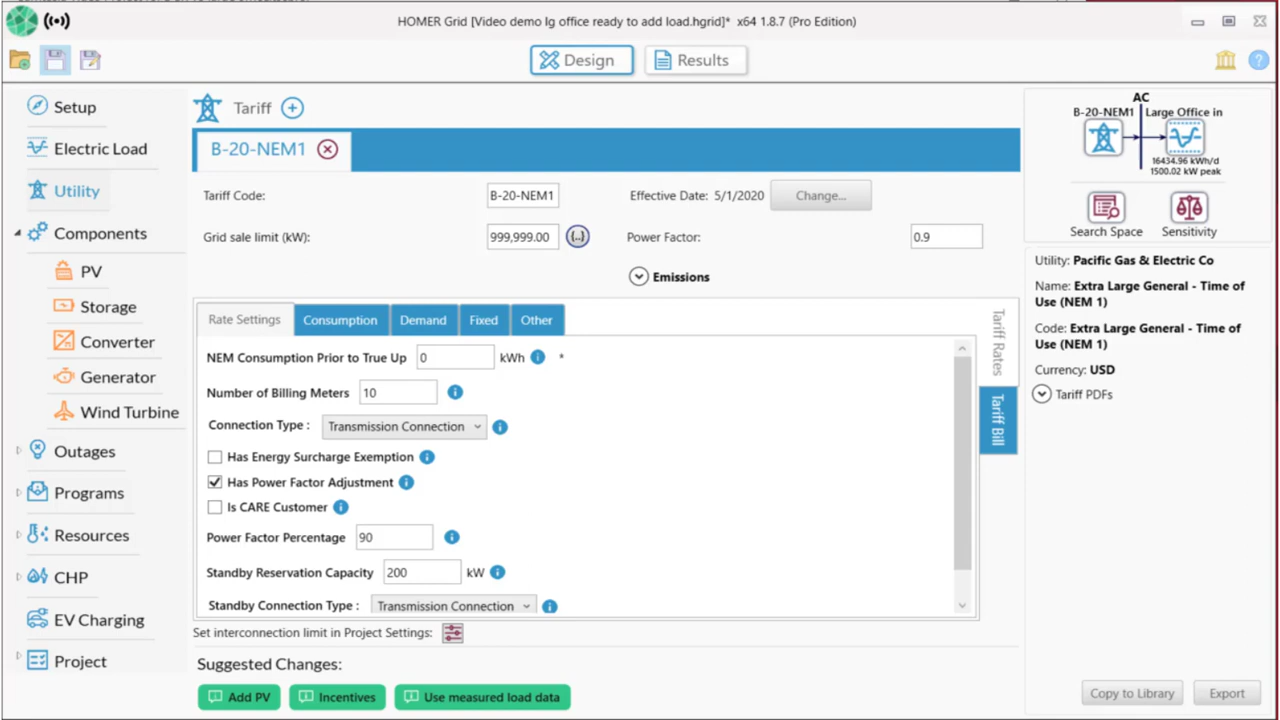 HOMER Grid [Video demo lg office ready to add load.hgrid]* x64 1.8.7 (Pro Edition)
Design
Results
Setup
Electric Load
Utility
Components
PV
Storage
Converter
Generator
Wind Turbine
Outages
Programs
Resources
CHP
EV Charging
Project
Tariff
B-20-NEM1
Tariff Code: B-20-NEM1 Effective Date: 5/1/2020 Change...
Grid sale limit (kW): 999,999.00 {..} Power Factor: 0.9
Emissions
Rate Settings Consumption Demand Fixed Other
NEM Consumption Prior to True Up 0 kWh *
Number of Billing Meters 10
Connection Type : Transmission Connection
Has Energy Surcharge Exemption
Has Power Factor Adjustment
Is CARE Customer
Power Factor Percentage 90
Standby Reservation Capacity 200 kW
Standby Connection Type : Transmission Connection
Tariff Rates
Tariff Bill
Set interconnection limit in Project Settings:
Suggested Changes:
Add PV Incentives Use measured load data
AC
B-20-NEM1 Large Office in
16434.96 kWh/d
1500.02 kW peak
Search Space Sensitivity
Utility: Pacific Gas & Electric Co
Name: Extra Large General - Time of
Use (NEM 1)
Code: Extra Large General - Time of
Use (NEM 1)
Currency: USD
Tariff PDFs
Copy to Library Export